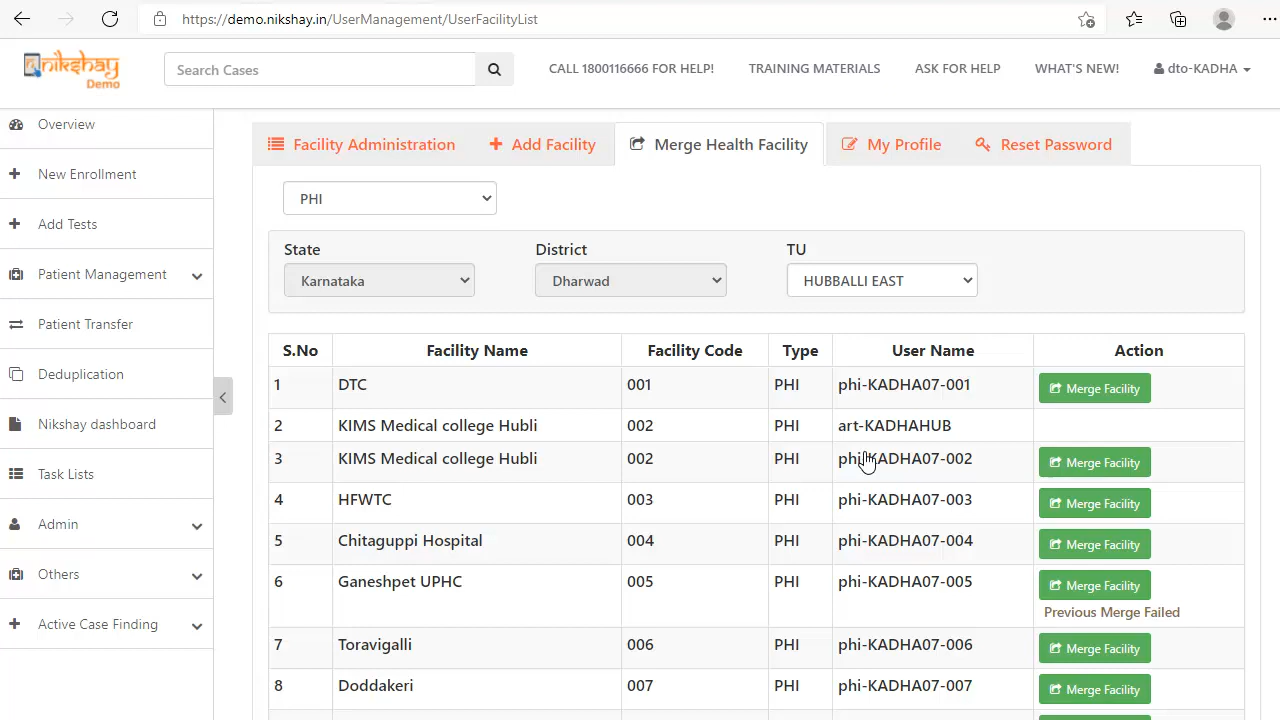 https://demo.nikshay.in/UserManagement/UserFacilityList
nikshay
Demo
Search Cases
CALL 1800116666 FOR HELP!
TRAINING MATERIALS
ASK FOR HELP
WHAT'S NEW!
dto-KADHA
Overview
New Enrollment
Add Tests
Patient Management
Patient Transfer
Deduplication
Nikshay dashboard
Task Lists
Admin
Others
Active Case Finding
Facility Administration
Add Facility
Merge Health Facility
My Profile
Reset Password
PHI
State District TU
Karnataka Dharwad HUBBALLI EAST
S.No Facility Name Facility Code Type User Name Action
1 DTC 001 PHI phi-KADHA07-001 Merge Facility
2 KIMS Medical college Hubli 002 PHI art-KADHAHUB
3 KIMS Medical college Hubli 002 PHI phi-KADHA07-002 Merge Facility
4 HFWTC 003 PHI phi-KADHA07-003 Merge Facility
5 Chitaguppi Hospital 004 PHI phi-KADHA07-004 Merge Facility
6 Ganeshpet UPHC 005 PHI phi-KADHA07-005 Merge Facility
Previous Merge Failed
7 Toravigalli 006 PHI phi-KADHA07-006 Merge Facility
8 Doddakeri 007 PHI phi-KADHA07-007 Merge Facility